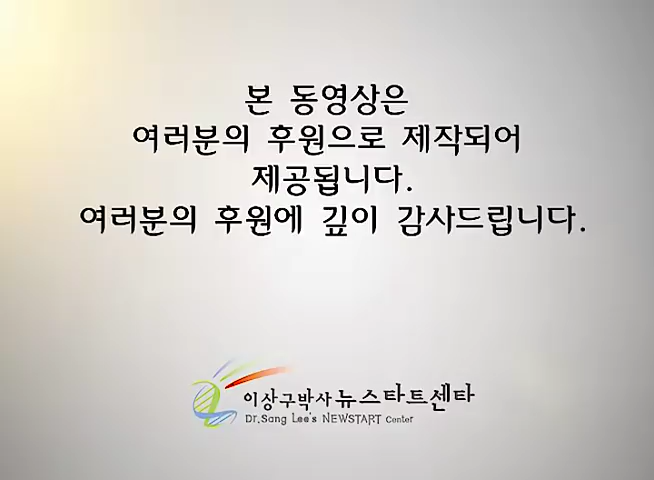 본 동영상은
여러분의 후원으로 제작되어
제공됩니다.
여러분의 후원에 깊이 감사드립니다.
이상구박사 뉴스타트센타
Dr.Sang Lee's NEWSTART Center